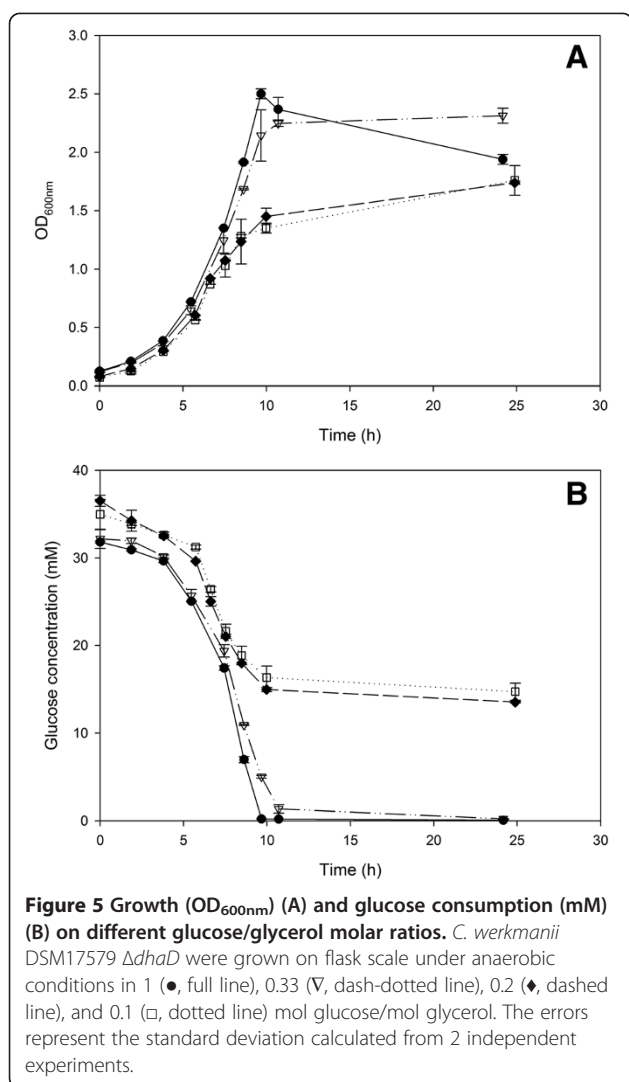 A
3.0
2.5
2.0
1.5
1.0
0.5
0.0
OD600nm
0 5 10 15 20 25 30
Time (h)
B
40
30
20
10
0
Glucose concentration (mM)
0 5 10 15 20 25 30
Time (h)
Figure 5 Growth (OD600nm) (A) and glucose consumption (mM)
(B) on different glucose/glycerol molar ratios. C. werkmanii
DSM17579 ΔdhaD were grown on flask scale under anaerobic
conditions in 1 (●, full line), 0.33 (∇, dash-dotted line), 0.2 (♦, dashed
line), and 0.1 (□, dotted line) mol glucose/mol glycerol. The errors
represent the standard deviation calculated from 2 independent
experiments.